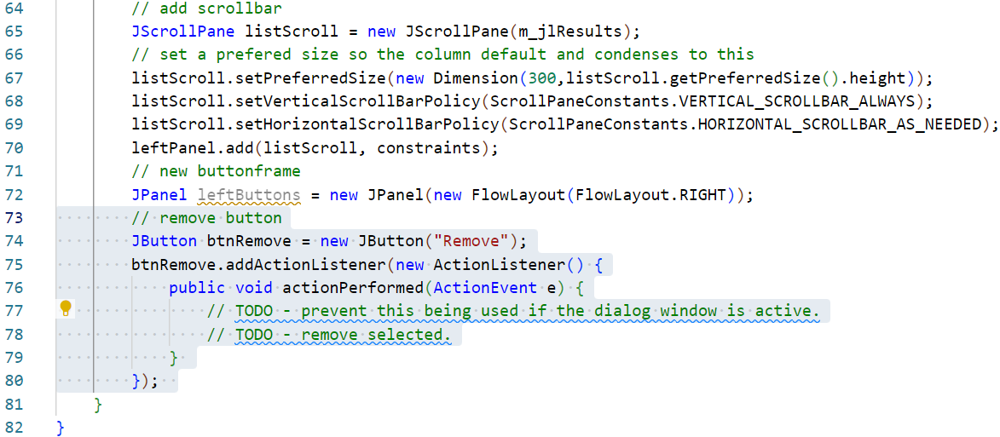 64 // add scrollbar
65 JScrollPane listScroll = new JScrollPane(m_jlResults);
66 // set a prefered size so the column default and condenses to this
67 listScroll.setPreferredSize(new Dimension(300,listScroll.getPreferredSize().height));
68 listScroll.setVerticalScrollBarPolicy(ScrollPaneConstants.VERTICAL_SCROLLBAR_ALWAYS);
69 listScroll.setHorizontalScrollBarPolicy(ScrollPaneConstants.HORIZONTAL_SCROLLBAR_AS_NEEDED);
70 leftPanel.add(listScroll, constraints);
71 // new buttonframe
72 JPanel leftButtons = new JPanel(new FlowLayout(FlowLayout.RIGHT));
73 // remove button
74 JButton btnRemove = new JButton("Remove");
75 btnRemove.addActionListener(new ActionListener() {
76 public void actionPerformed(ActionEvent e) {
77 // TODO - prevent this being used if the dialog window is active.
78 // TODO - remove selected.
79 }
80 });
81 }
82 }